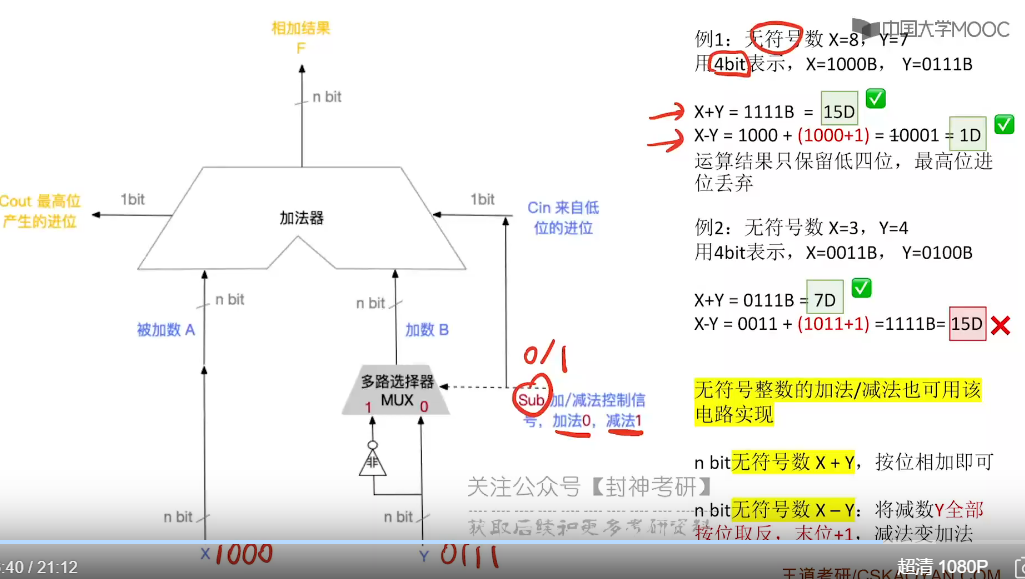 相加结果
F
n bit
Cout 最高位
产生的进位
1bit
加法器
1bit
Cin 来自低
位的进位
n bit
被加数 A
n bit
加数 B
0/1
多路选择器
MUX
1
0
Sub 加/减法控制信
号，加法0，减法1
非
n bit
n bit
X 1000
Y 0111
中国大学MOOC
例1：无符号数 X=8，Y=7
用4bit表示，X=1000B， Y=0111B
X+Y = 1111B = 15D
X-Y = 1000 + (1000+1) = 10001 = 1D
运算结果只保留低四位，最高位进
位丢弃
例2：无符号数 X=3，Y=4
用4bit表示，X=0011B， Y=0100B
X+Y = 0111B = 7D
X-Y = 0011 + (1011+1) =1111B= 15D
无符号整数的加法/减法也可用该
电路实现
n bit无符号数 X + Y，按位相加即可
n bit无符号数 X – Y：将减数Y全部
按位取反，末位+1，减法变加法
关注公众号【封神考研】
获取后续和更多考研资料
:40 / 21:12
超清 1080P
王道考研/CSKAOYAN.COM